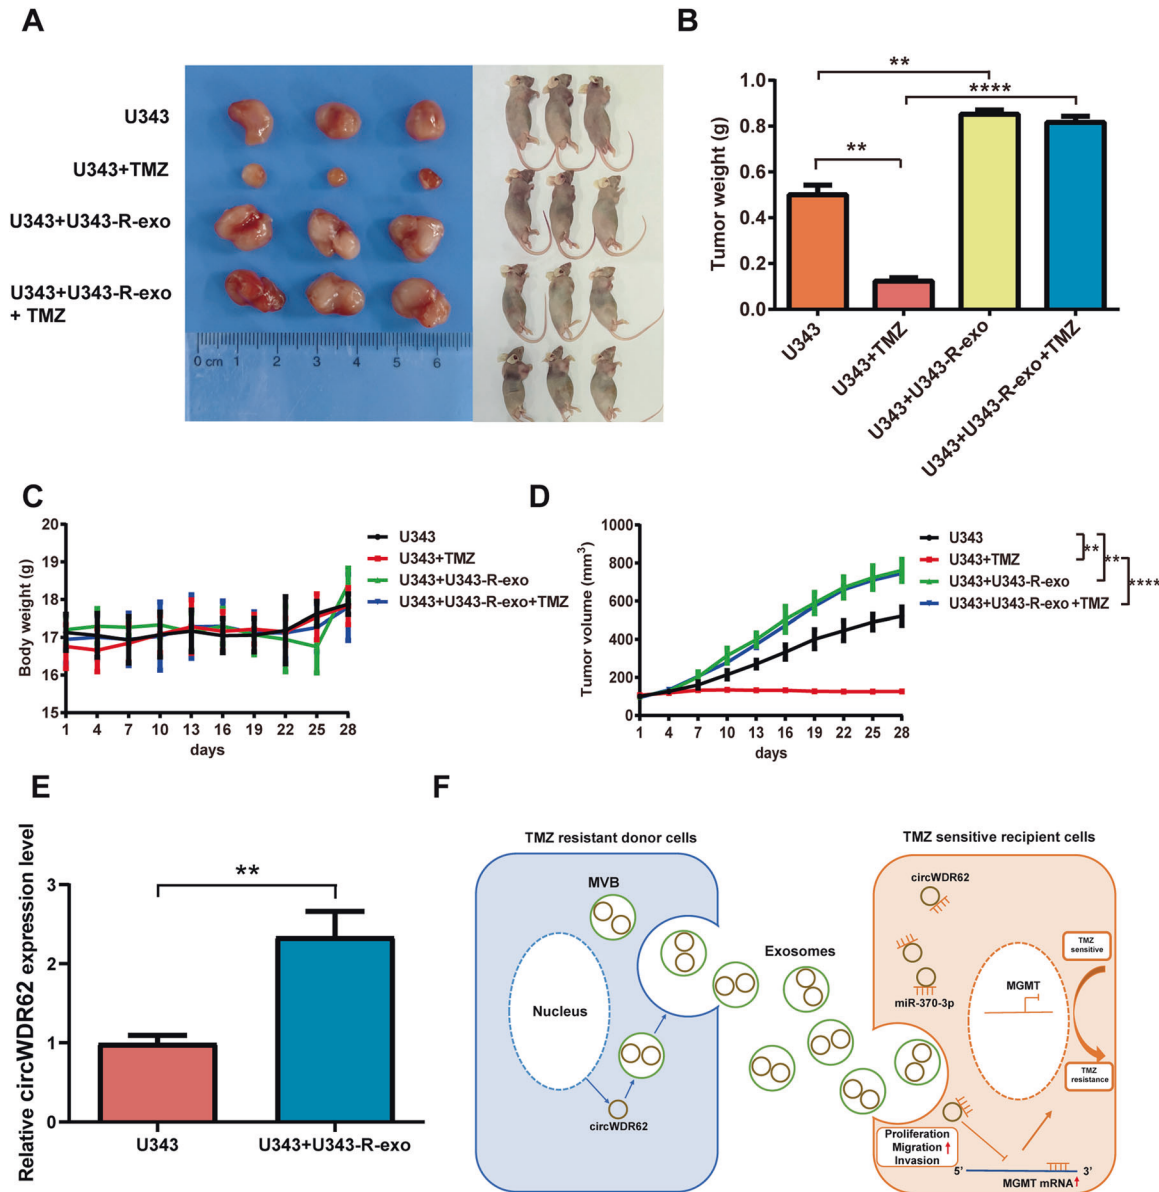 A
U343
U343+TMZ
U343+U343-R-exo
U343+U343-R-exo
+ TMZ
0 cm 1 2 3 4 5 6
B
Tumor weight (g)
1.0
0.8
0.6
0.4
0.2
0.0
**
****
**
U343
U343+TMZ
U343+U343-R-exo
U343+U343-R-exo+TMZ
C
Body weight (g)
20
19
18
17
16
15
1 4 7 10 13 16 19 22 25 28
days
U343
U343+TMZ
U343+U343-R-exo
U343+U343-R-exo+TMZ
D
Tumor volume (mm³)
1000
800
600
400
200
0
1 4 7 10 13 16 19 22 25 28
days
U343
U343+TMZ
U343+U343-R-exo
U343+U343-R-exo +TMZ
**
**
****
E
Relative circWDR62 expression level
3
2
1
0
**
U343
U343+U343-R-exo
F
TMZ resistant donor cells
MVB
Nucleus
circWDR62
Exosomes
TMZ sensitive recipient cells
circWDR62
miR-370-3p
MGMT
TMZ
sensitive
TMZ
resistance
Proliferation
Migration
Invasion
5'
3'
MGMT mRNA